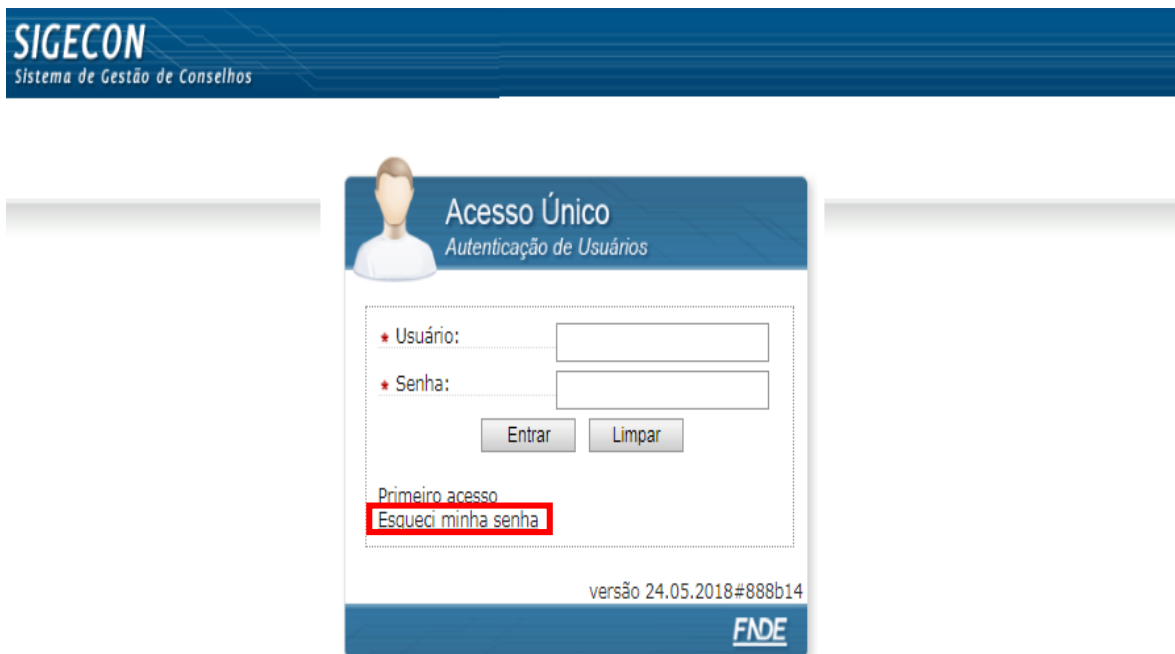 SIGECON
Sistema de Gestão de Conselhos
Acesso Único
Autenticação de Usuários
* Usuário:
* Senha:
Entrar Limpar
Primeiro acesso
Esqueci minha senha
versão 24.05.2018#888b14
FNDE